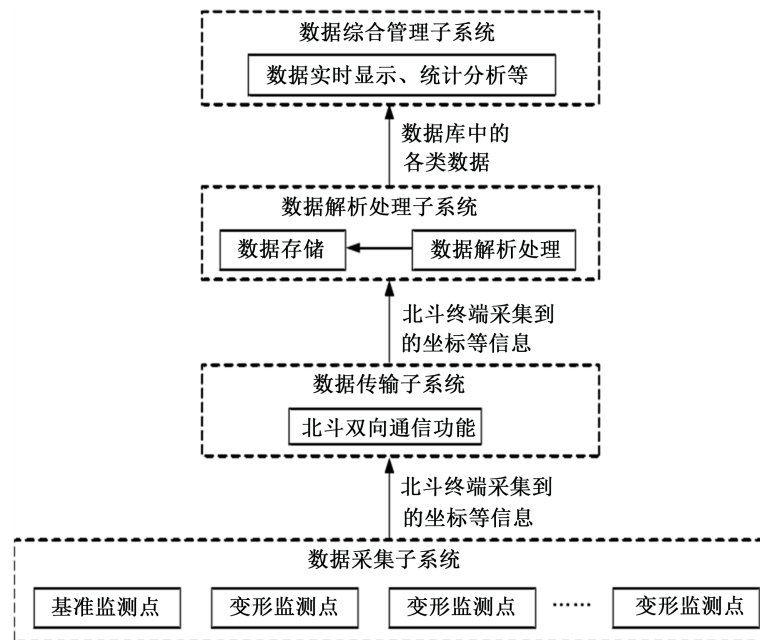 数据综合管理子系统
数据实时显示、统计分析等
数据库中的
各类数据
数据解析处理子系统
数据存储
数据解析处理
北斗终端采集到
的坐标等信息
数据传输子系统
北斗双向通信功能
北斗终端采集到
的坐标等信息
数据采集子系统
基准监测点
变形监测点
变形监测点
……
变形监测点